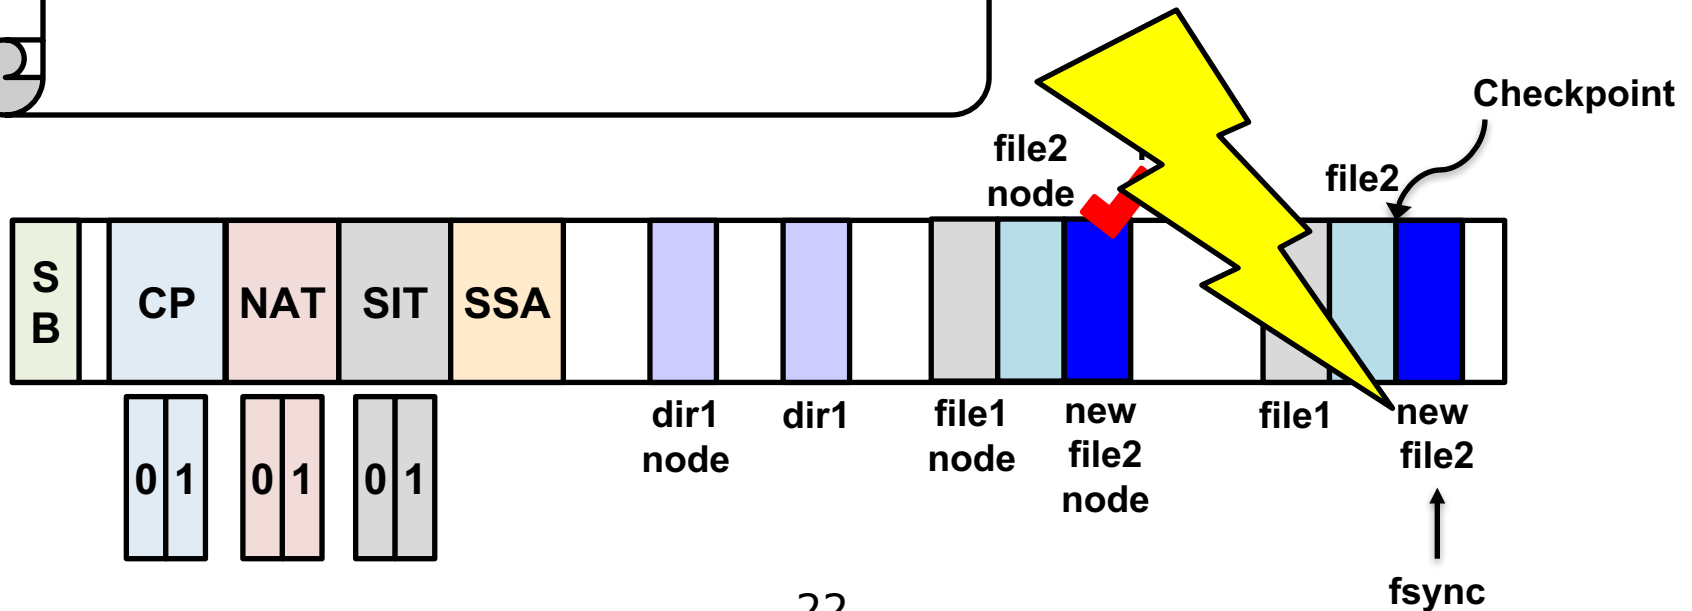 Checkpoint
file2
node
file2
S
B
CP
NAT
SIT
SSA
0 1
0 1
0 1
dir1
node
dir1
file1
node
new
file2
node
file1
new
file2
fsync
22